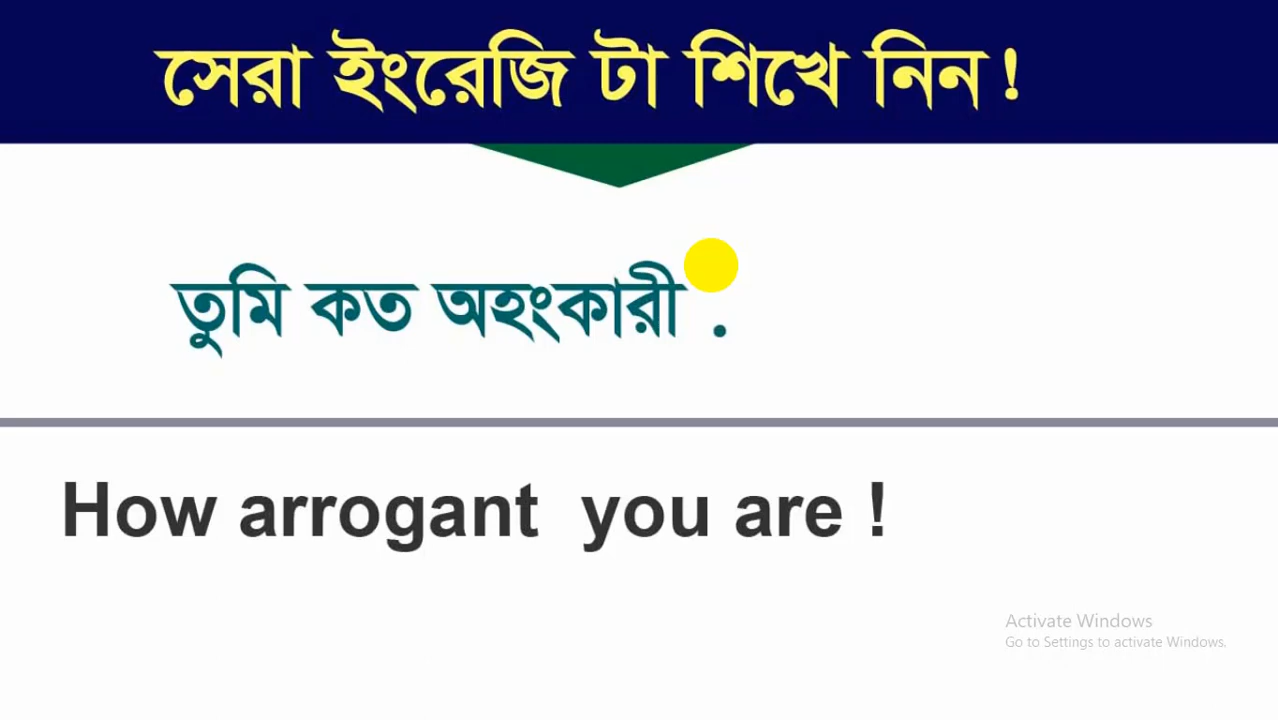 সেরা ইংরেজি টা শিখে নিন!
তুমি কত অহংকারী .
How arrogant you are !
Activate Windows
Go to Settings to activate Windows.